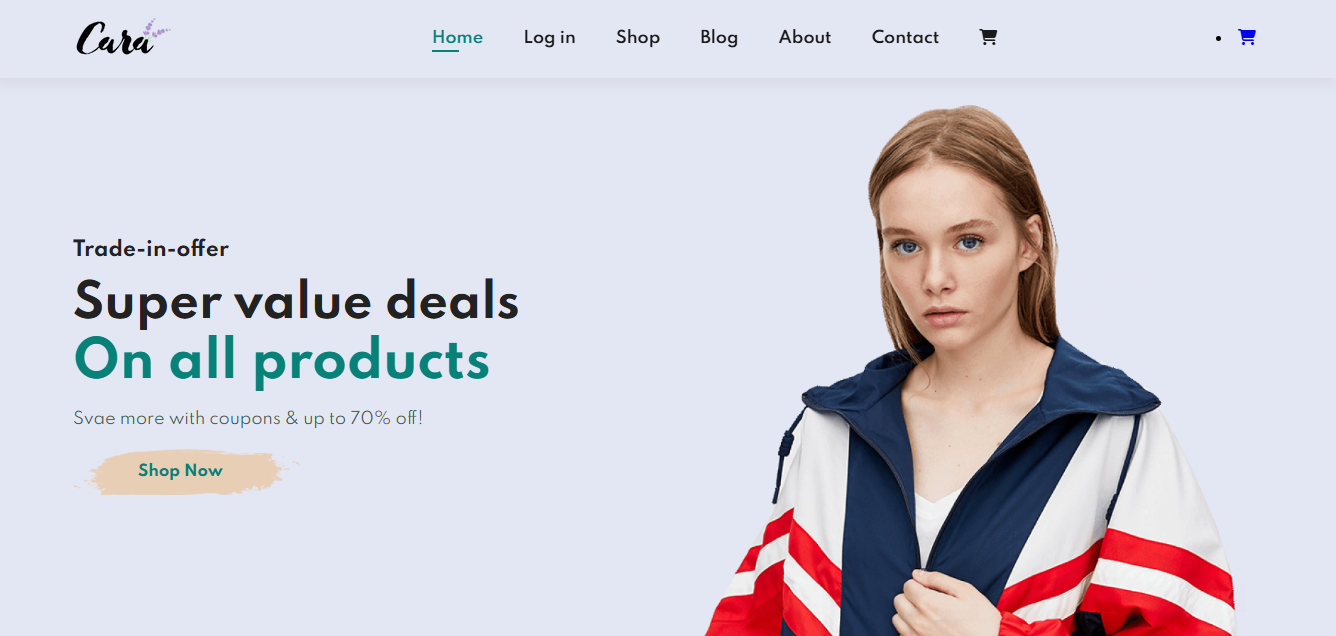 Cara
Home Log in Shop Blog About Contact
Trade-in-offer
Super value deals
On all products
Svae more with coupons & up to 70% off!
Shop Now